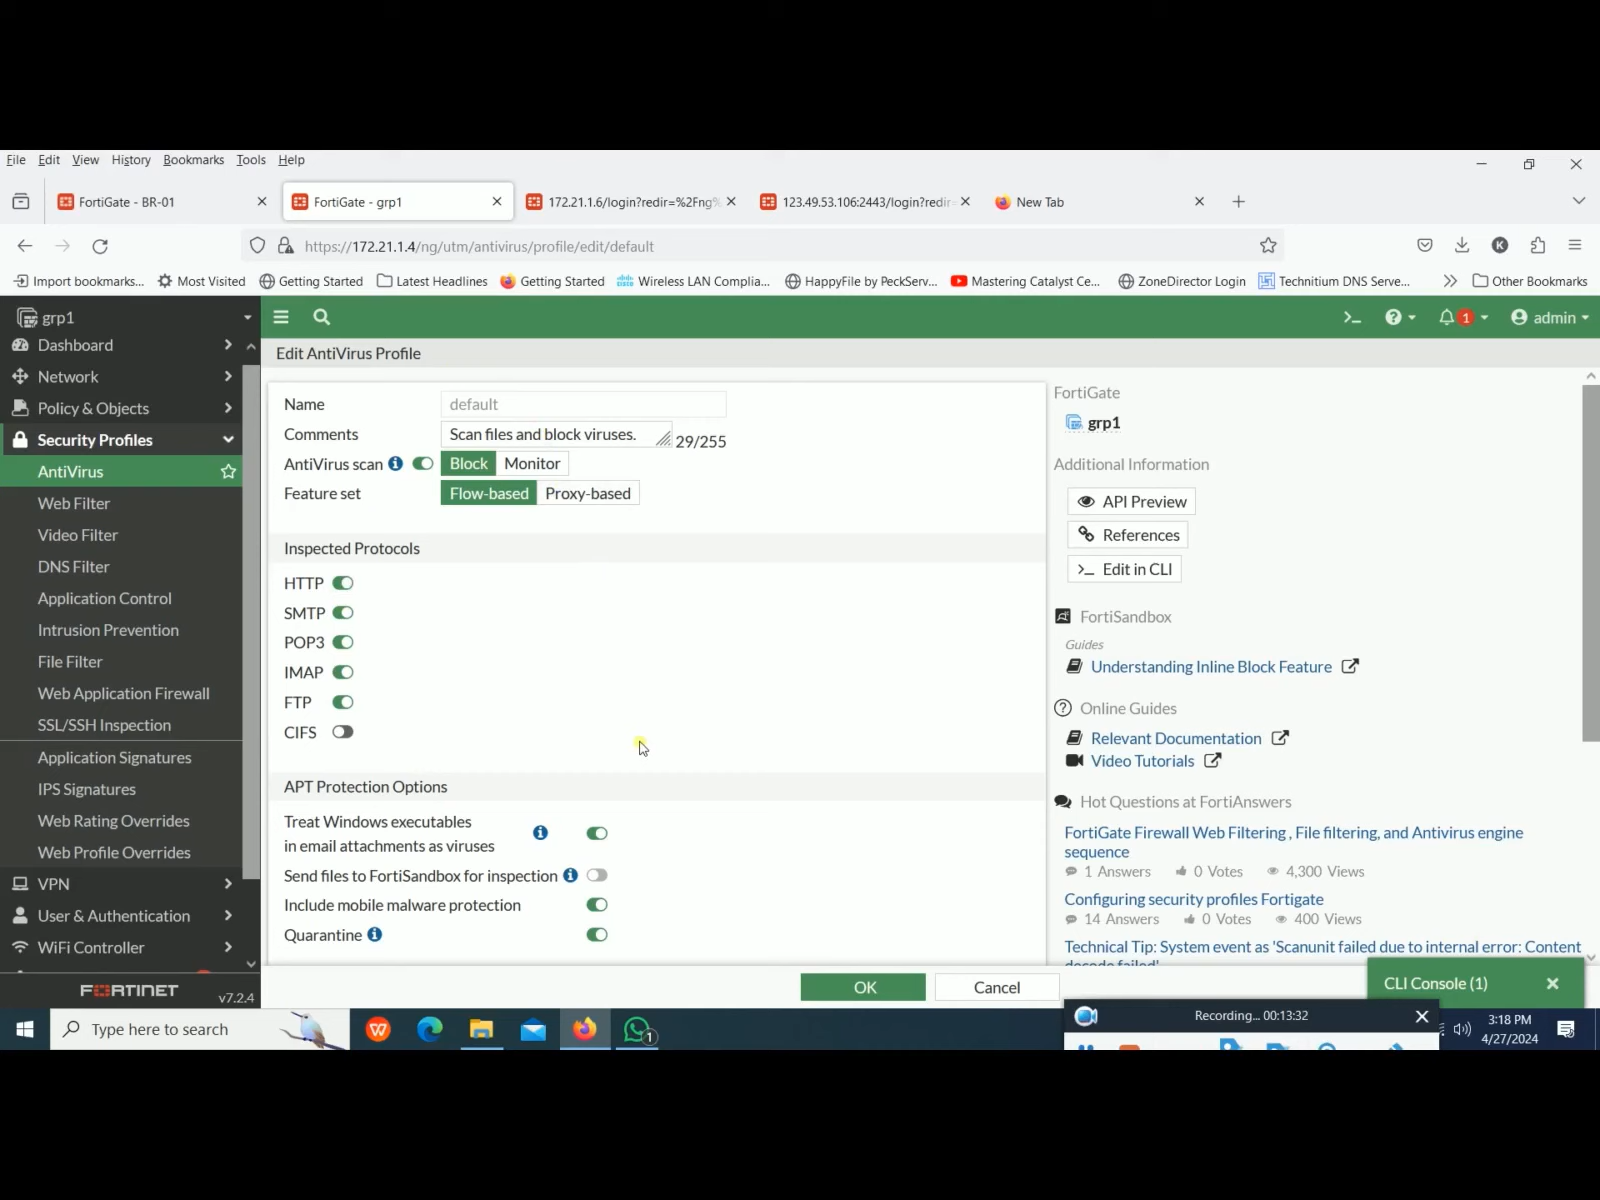 File Edit View History Bookmarks Tools Help
FortiGate - BR-01
FortiGate - grp1
172.21.1.6/login?redir=%2Fng%
123.49.53.106:2443/login?redir=
New Tab
https://172.21.1.4/ng/utm/antivirus/profile/edit/default
K
Import bookmarks... Most Visited Getting Started Latest Headlines Getting Started Wireless LAN Complia... HappyFile by PeckServ... Mastering Catalyst Ce... ZoneDirector Login Technitium DNS Serve... Other Bookmarks
grp1
1
admin
Dashboard
Network
Policy & Objects
Security Profiles
AntiVirus
Web Filter
Video Filter
DNS Filter
Application Control
Intrusion Prevention
File Filter
Web Application Firewall
SSL/SSH Inspection
Application Signatures
IPS Signatures
Web Rating Overrides
Web Profile Overrides
VPN
User & Authentication
WiFi Controller
FORTINET
v7.2.4
Edit AntiVirus Profile
Name default
Comments Scan files and block viruses. 29/255
AntiVirus scan Block Monitor
Feature set Flow-based Proxy-based
Inspected Protocols
HTTP
SMTP
POP3
IMAP
FTP
CIFS
APT Protection Options
Treat Windows executables
in email attachments as viruses
Send files to FortiSandbox for inspection
Include mobile malware protection
Quarantine
OK Cancel
FortiGate
grp1
Additional Information
API Preview
References
>_ Edit in CLI
FortiSandbox
Guides
Understanding Inline Block Feature
Online Guides
Relevant Documentation
Video Tutorials
Hot Questions at FortiAnswers
FortiGate Firewall Web Filtering , File filtering, and Antivirus engine
sequence
1 Answers 0 Votes 4,300 Views
Configuring security profiles Fortigate
14 Answers 0 Votes 400 Views
Technical Tip: System event as 'Scanunit failed due to internal error: Content
decode failed'
CLI Console (1)
Recording... 00:13:32
Type here to search
W
1
3:18 PM
4/27/2024